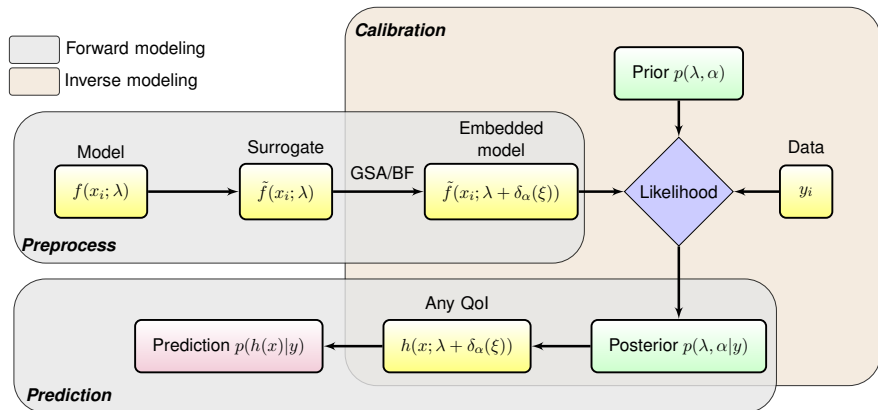 Forward modeling
Inverse modeling
Calibration
Prior p(λ, α)
Model
f(x_i; λ)
Surrogate
f̃(x_i; λ)
GSA/BF
Embedded
model
f̃(x_i; λ + δ_α(ξ))
Likelihood
Data
y_i
Preprocess
Any QoI
Prediction p(h(x)|y)
h(x; λ + δ_α(ξ))
Posterior p(λ, α|y)
Prediction